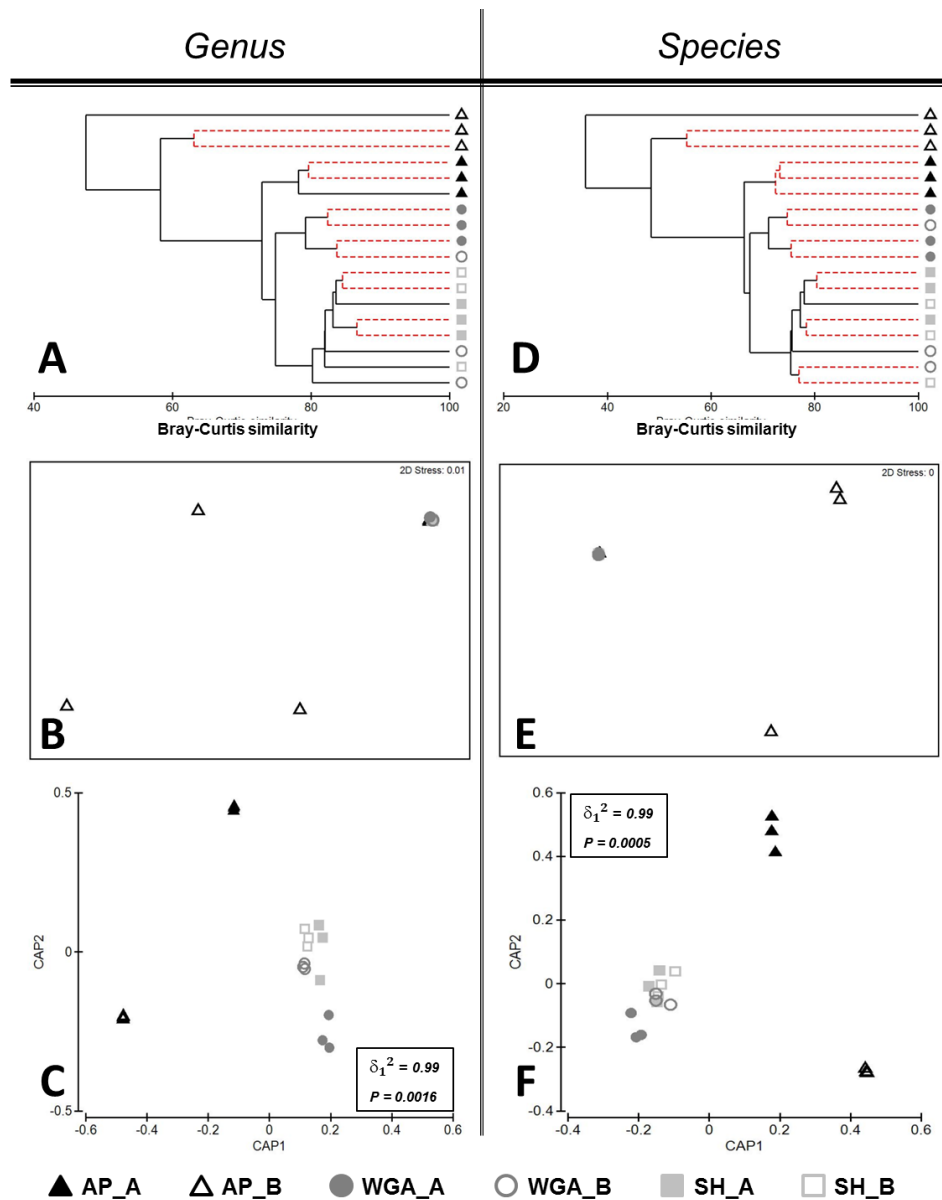 Genus
Species
A
40 60 80 100
Bray-Curtis similarity
D
20 40 60 80 100
Bray-Curtis similarity
2D Stress: 0.01
B
2D Stress: 0
E
0.5
0
-0.5
CAP2
-0.6 -0.4 -0.2 0 0.2 0.4 0.6
CAP1
C
δ₁² = 0.99
P = 0.0016
0.6
0.4
0.2
0
-0.2
-0.4
CAP2
-0.4 -0.2 0 0.2 0.4 0.6
CAP1
F
δ₁² = 0.99
P = 0.0005
AP_A AP_B WGA_A WGA_B SH_A SH_B